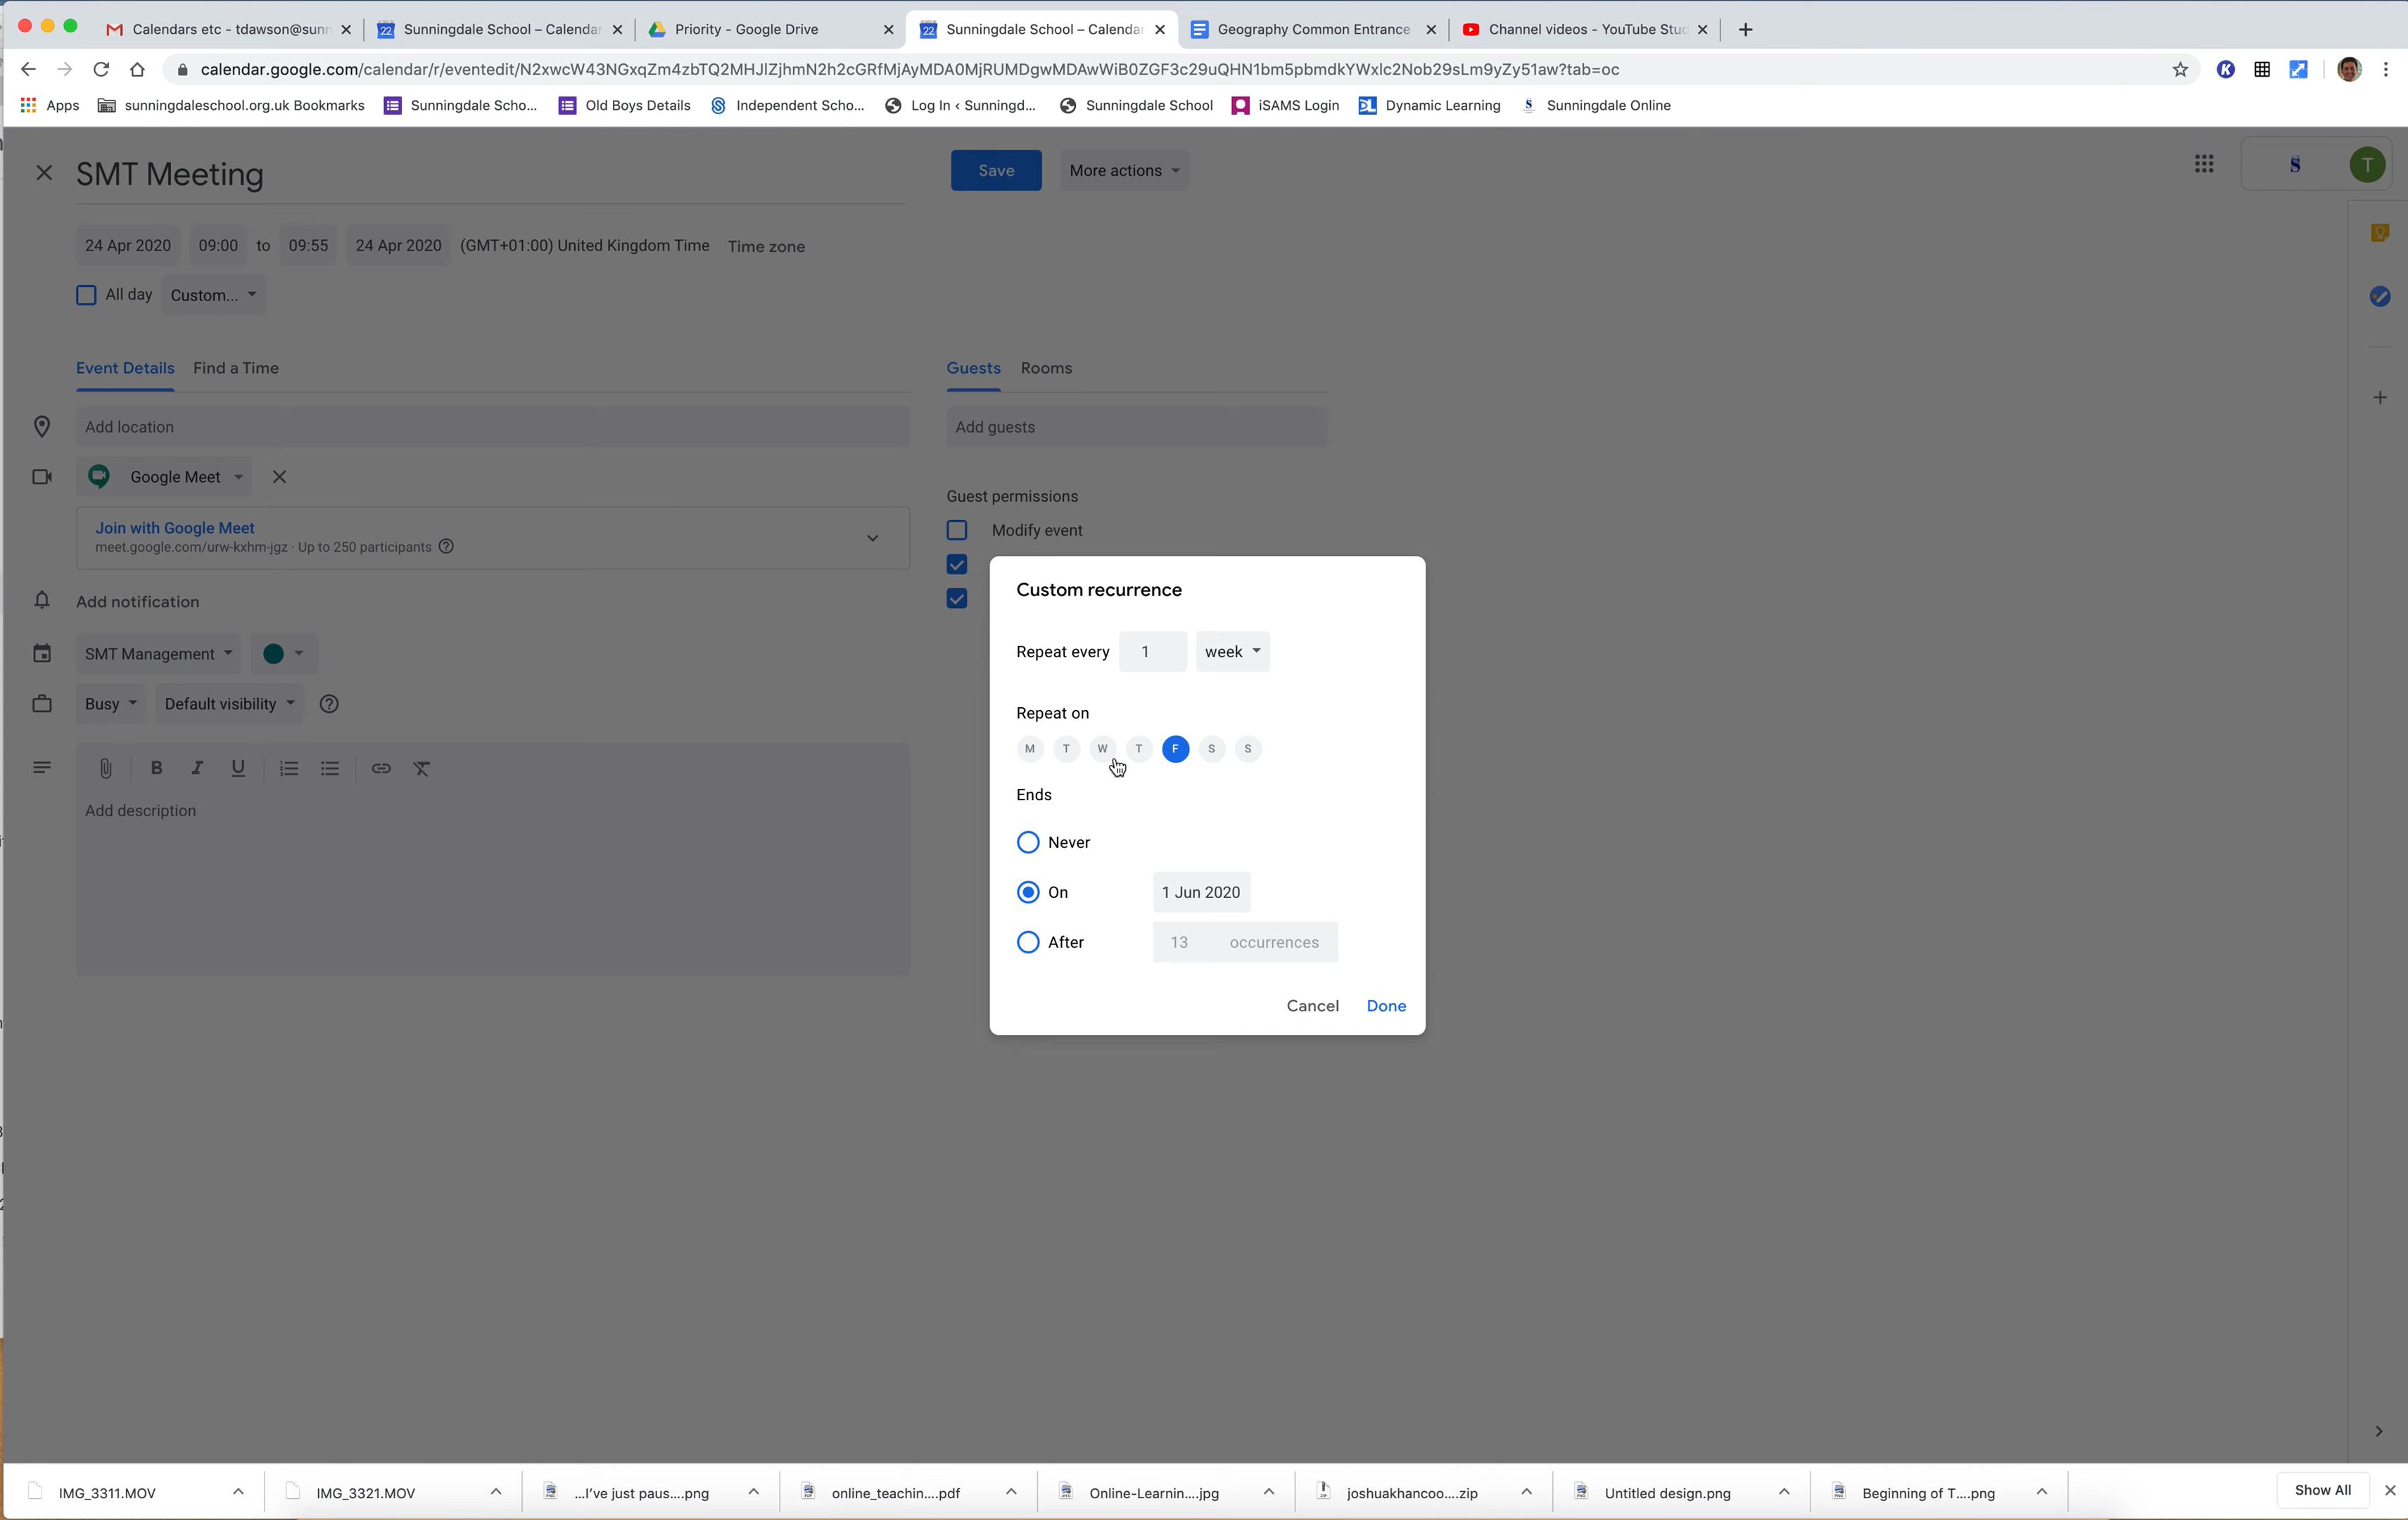 Calendars etc - tdawson@sunn
Sunningdale School – Calendar
Priority - Google Drive
Sunningdale School – Calendar
Geography Common Entrance
Channel videos - YouTube Stud
calendar.google.com/calendar/r/eventedit/N2xwcW43NGxqZm4zbTQ2MHJlZjhmN2h2cGRfMjAyMDA0MjRUMDgwMDAwWiB0ZGF3c29uQHN1bm5pbmdkYWxlc2Nob29sLm9yZy51aw?tab=oc
Apps
sunningdaleschool.org.uk Bookmarks
Sunningdale Scho...
Old Boys Details
Independent Scho...
Log In ‹ Sunningd...
Sunningdale School
iSAMS Login
Dynamic Learning
Sunningdale Online
SMT Meeting
Save
More actions
T
24 Apr 2020 09:00 to 09:55 24 Apr 2020 (GMT+01:00) United Kingdom Time Time zone
All day Custom...
Event Details Find a Time
Guests Rooms
Add location
Add guests
Google Meet
Guest permissions
Join with Google Meet
meet.google.com/urw-kxhm-jgz · Up to 250 participants
Modify event
Add notification
SMT Management
Busy Default visibility
B I U
Add description
Custom recurrence
Repeat every 1 week
Repeat on
M T W T F S S
Ends
Never
On 1 Jun 2020
After 13 occurrences
Cancel Done
IMG_3311.MOV
IMG_3321.MOV
...I've just paus....png
online_teachin....pdf
Online-Learnin....jpg
joshuakhancoo....zip
Untitled design.png
Beginning of T....png
Show All